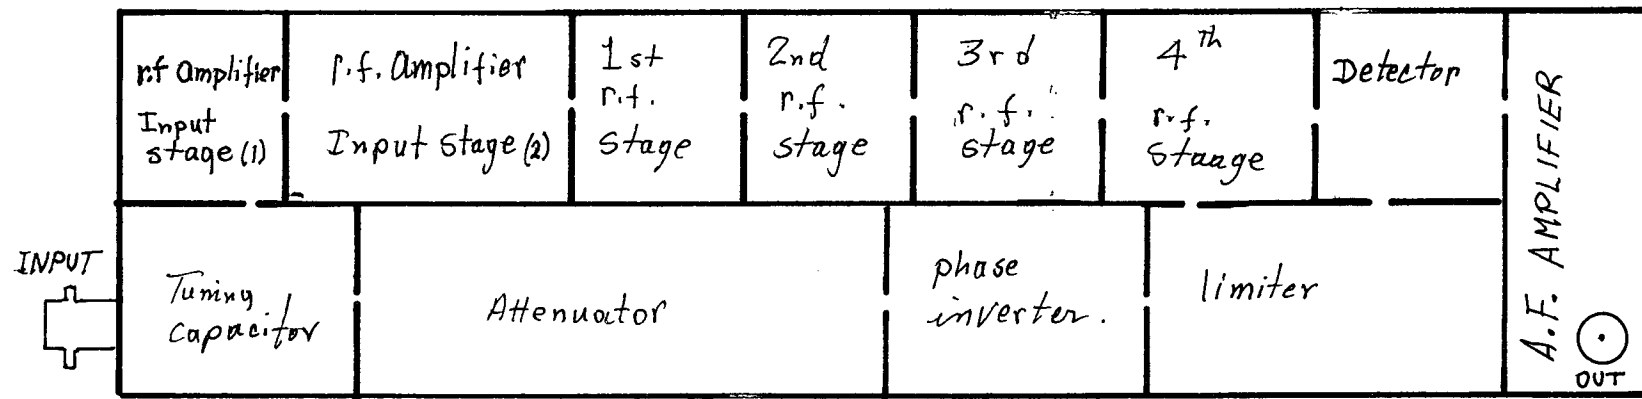 r.f Amplifier
Input
stage (1)
r.f. Amplifier
Input stage (2)
1st
r.f.
stage
2nd
r.f.
stage
3rd
r.f.
stage
4th
r.f.
staage
Detector
A.F. AMPLIFIER
OUT
INPUT
Tuning
capacitor
Attenuator
phase
inverter.
limiter